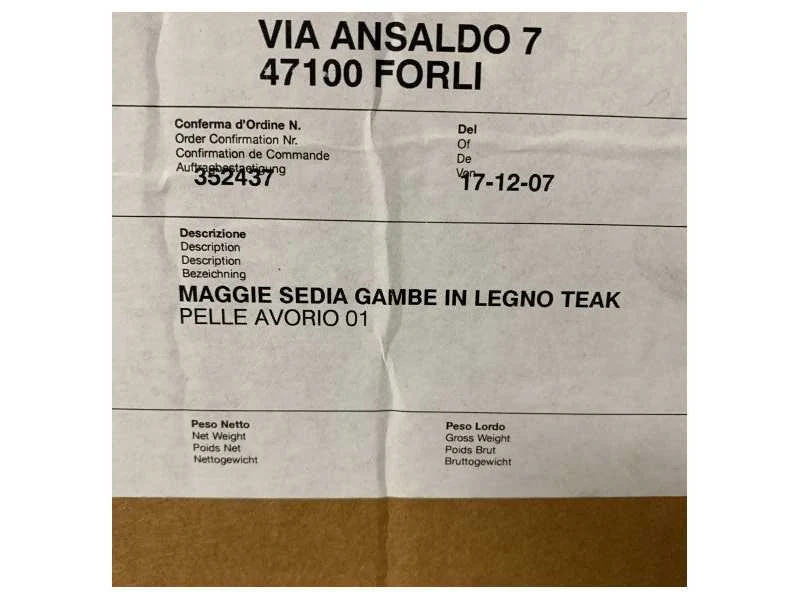 VIA ANSALDO 7
47100 FORLI
Conferma d'Ordine N.
Order Confirmation Nr.
Confirmation de Commande
Auftragbestaetigung
352437
Del
Of
De
Von
17-12-07
Descrizione
Description
Description
Bezeichning
MAGGIE SEDIA GAMBE IN LEGNO TEAK
PELLE AVORIO 01
Peso Netto
Net Weight
Poids Net
Nettogewicht
Peso Lordo
Gross Weight
Poids Brut
Bruttogewicht